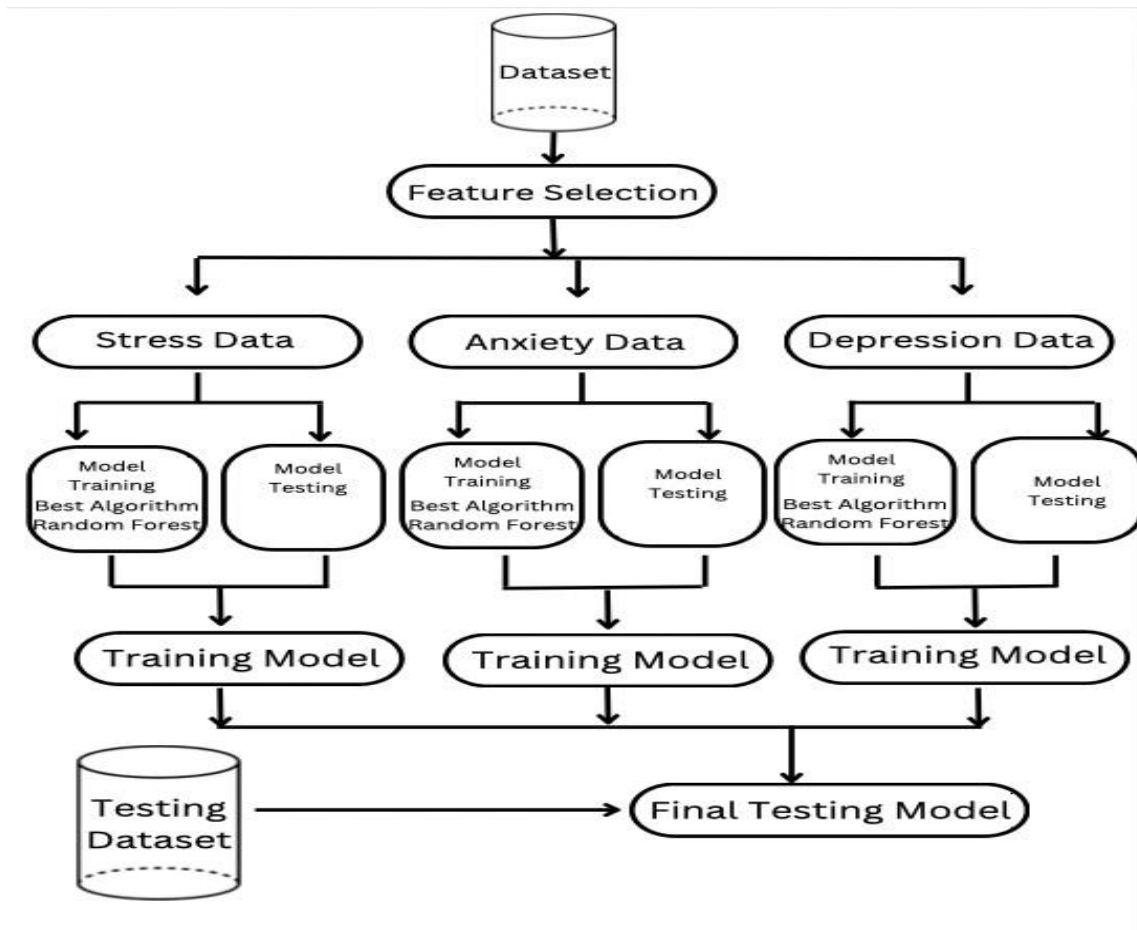 Dataset
Feature Selection
Stress Data
Anxiety Data
Depression Data
Model
Training
Best Algorithm
Random Forest
Model
Testing
Model
Training
Best Algorithm
Random Forest
Model
Testing
Model
Training
Best Algorithm
Random Forest
Model
Testing
Training Model
Training Model
Training Model
Testing
Dataset
Final Testing Model